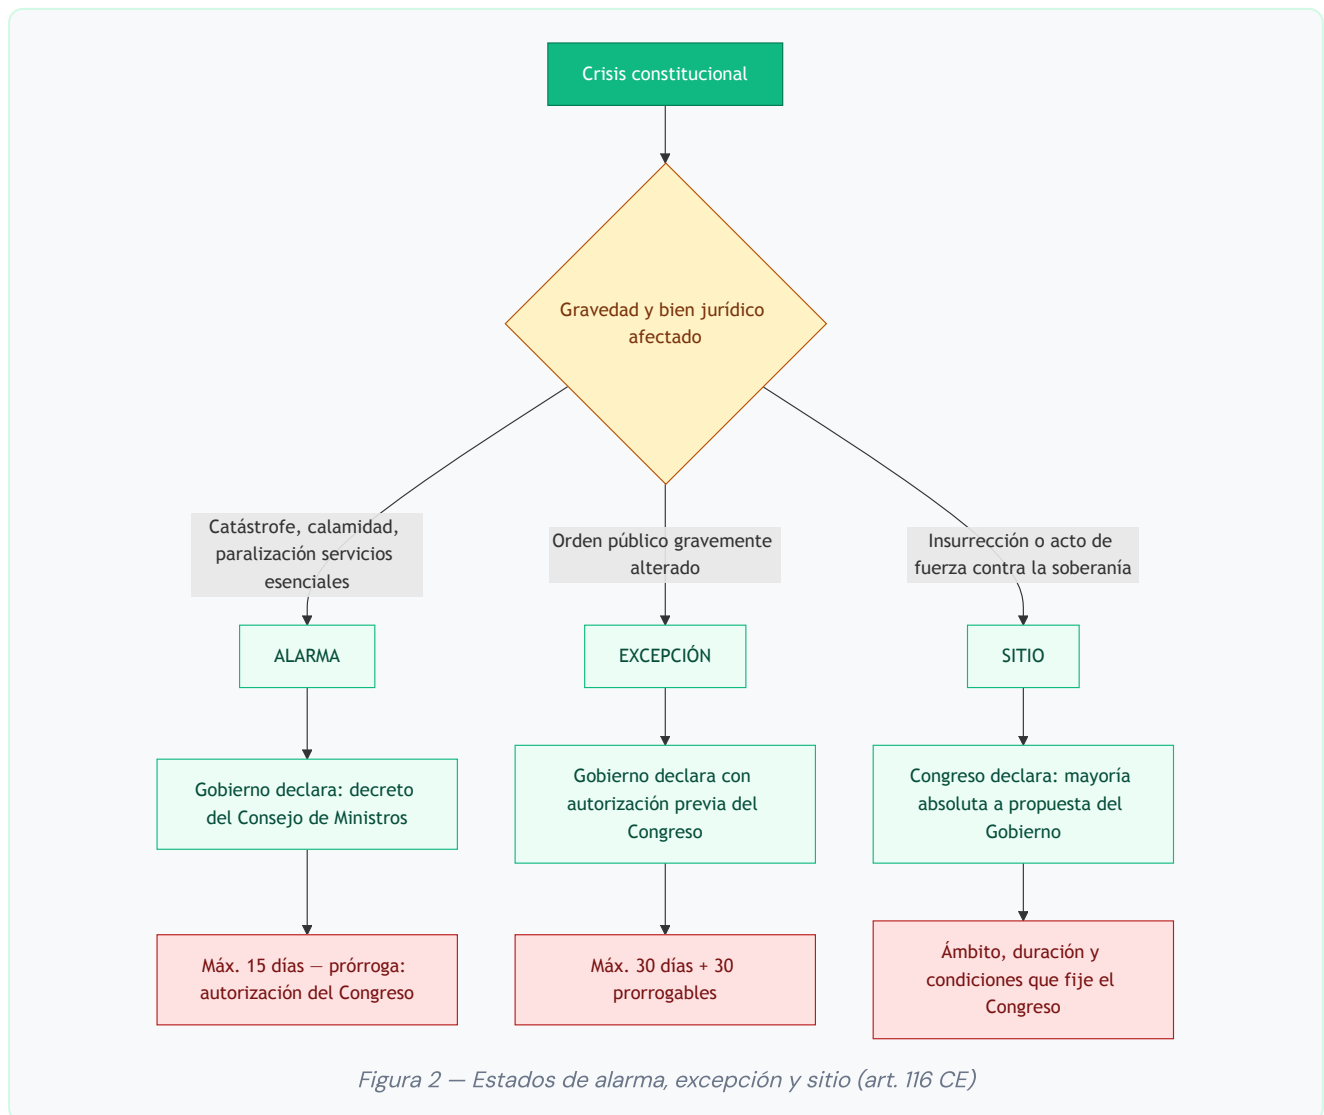 Crisis constitucional
Gravedad y bien jurídico
afectado
Catástrofe, calamidad,
paralización servicios
esenciales
Orden público gravemente
alterado
Insurrección o acto de
fuerza contra la soberanía
ALARMA
EXCEPCIÓN
SITIO
Gobierno declara: decreto
del Consejo de Ministros
Gobierno declara con
autorización previa del
Congreso
Congreso declara: mayoría
absoluta a propuesta del
Gobierno
Máx. 15 días — prórroga:
autorización del Congreso
Máx. 30 días + 30
prorrogables
Ámbito, duración y
condiciones que fije el
Congreso
Figura 2 — Estados de alarma, excepción y sitio (art. 116 CE)